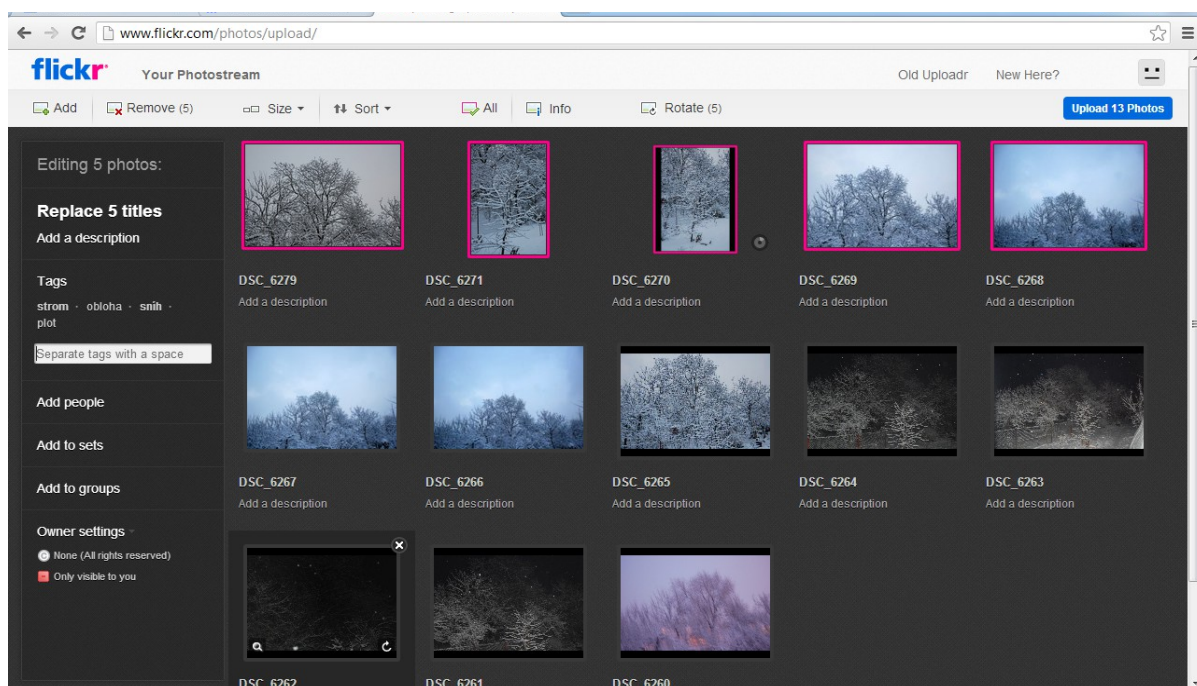 www.flickr.com/photos/upload/
flickr Your Photostream Old Uploadr New Here?
Add Remove (5) Size Sort All Info Rotate (5) Upload 13 Photos
Editing 5 photos:
Replace 5 titles
Add a description
Tags
strom - obloha - snih -
plot
Separate tags with a space
Add people
Add to sets
Add to groups
Owner settings
None (All rights reserved)
Only visible to you
DSC_6279 DSC_6271 DSC_6270 DSC_6269 DSC_6268
Add a description Add a description Add a description Add a description Add a description
DSC_6267 DSC_6266 DSC_6265 DSC_6264 DSC_6263
Add a description Add a description Add a description Add a description Add a description
DSC_6262 DSC_6261 DSC_6260